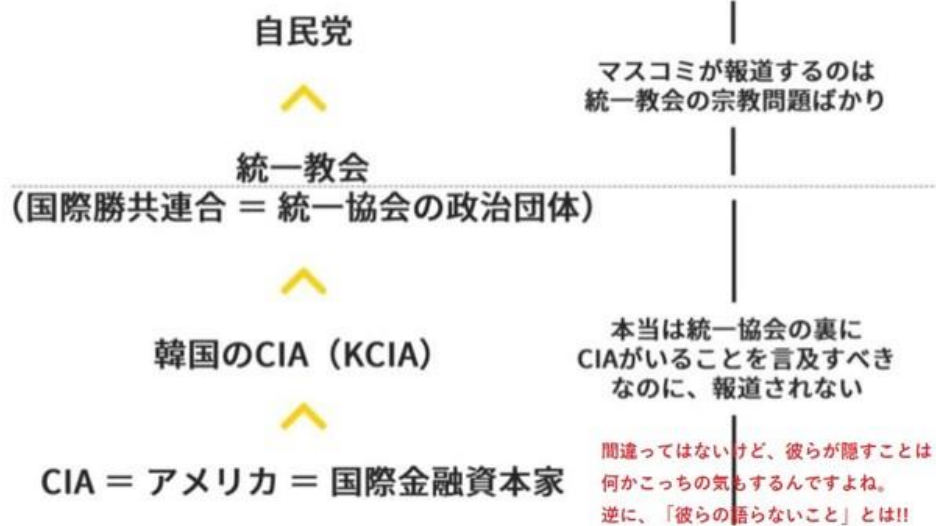 自民党
統一教会
(国際勝共連合 = 統一協会の政治団体)
韓国のCIA(KCIA)
CIA = アメリカ = 国際金融資本家
マスコミが報道するのは
統一教会の宗教問題ばかり
本当は統一協会の裏に
CIAがいることを言及すべき
なのに、報道されない
間違ってはないけど、彼らが隠すことは
何かこっちの気もするんですよね。
逆に、「彼らの語らないこと」とは!!